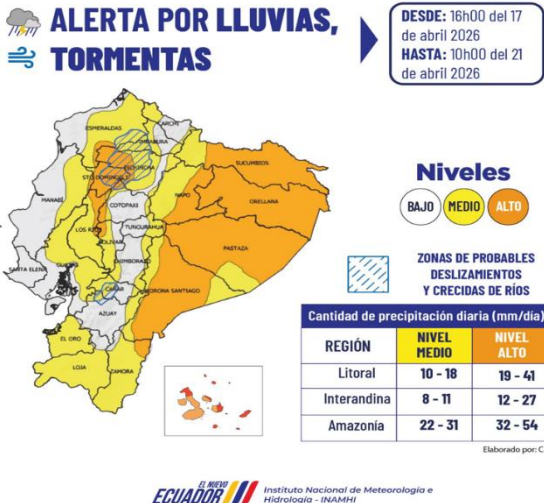 ALERTA POR LLUVIAS,
TORMENTAS
DESDE: 16h00 del 17
de abril 2026
HASTA: 10h00 del 21
de abril 2026
ESMERALDAS
CARCHI
IMBABURA
SUCUMBIOS
PICHINCHA
STO DOMINGO
ORELLANA
NAPO
MANABÍ
COTOPAXI
TUNGURAHUA
LOS RÍOS
BOLIVAR
PASTAZA
CHIMBORAZO
GUAYAS
SANTA ELENA
MORONA SANTIAGO
CAÑAR
AZUAY
EL ORO
LOJA
ZAMORA
Niveles
BAJO
MEDIO
ALTO
ZONAS DE PROBABLES
DESLIZAMIENTOS
Y CRECIDAS DE RÍOS
Cantidad de precipitación diaria (mm/día)
REGIÓN NIVEL MEDIO NIVEL ALTO
Litoral 10 - 18 19 - 41
Interandina 8 - 11 12 - 27
Amazonía 22 - 31 32 - 54
Elaborado por: C
EL NUEVO
ECUADOR
Instituto Nacional de Meteorología e
Hidrología - INAMHI